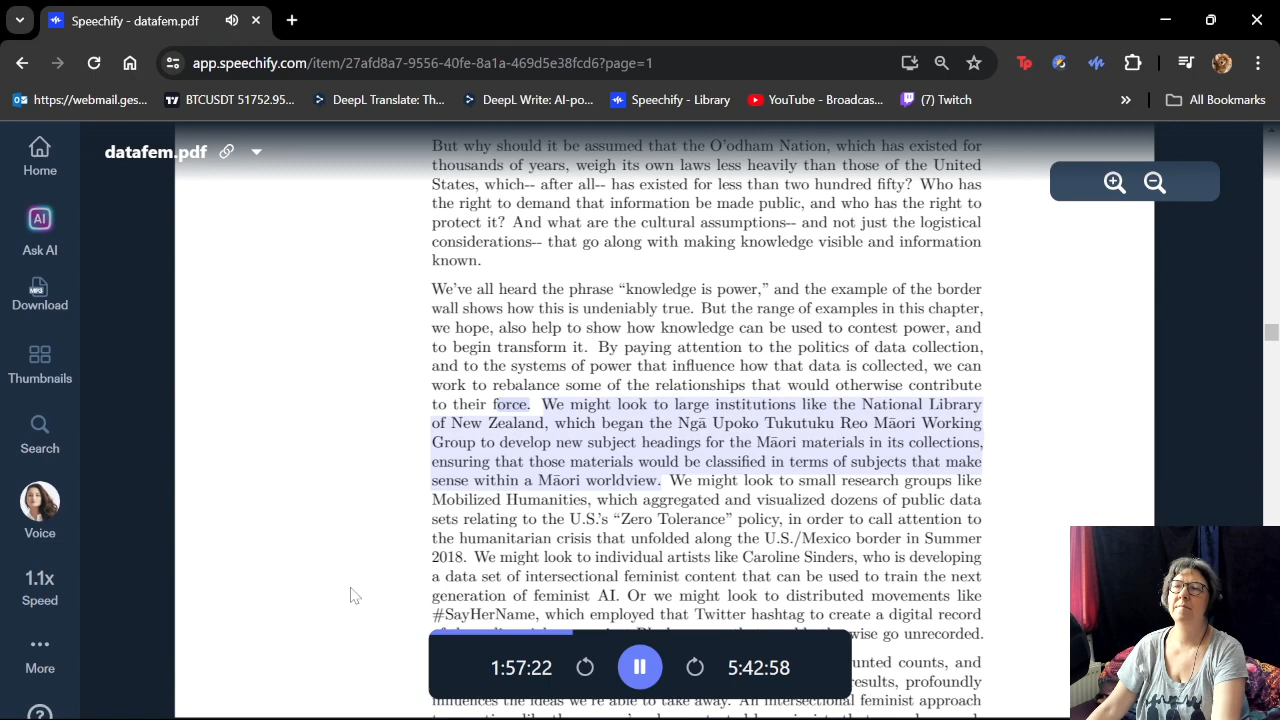 Speechify - datafem.pdf
app.speechify.com/item/27afd8a7-9556-40fe-8a1a-469d5e38fcd6?page=1
https://webmail.ges...
BTCUSDT 51752.95...
DeepL Translate: Th...
DeepL Write: AI-po...
Speechify - Library
YouTube - Broadcas...
(7) Twitch
»
All Bookmarks
Home
AI
Ask AI
MP3
Download
Thumbnails
Search
Voice
1.1x
Speed
More
datafem.pdf
But why should it be assumed that the O'odham Nation, which has existed for
thousands of years, weigh its own laws less heavily than those of the United
States, which-- after all-- has existed for less than two hundred fifty? Who has
the right to demand that information be made public, and who has the right to
protect it? And what are the cultural assumptions-- and not just the logistical
considerations-- that go along with making knowledge visible and information
known.
We've all heard the phrase “knowledge is power,” and the example of the border
wall shows how this is undeniably true. But the range of examples in this chapter,
we hope, also help to show how knowledge can be used to contest power, and
to begin transform it. By paying attention to the politics of data collection,
and to the systems of power that influence how that data is collected, we can
work to rebalance some of the relationships that would otherwise contribute
to their force. We might look to large institutions like the National Library
of New Zealand, which began the Ngā Upoko Tukutuku Reo Māori Working
Group to develop new subject headings for the Māori materials in its collections,
ensuring that those materials would be classified in terms of subjects that make
sense within a Māori worldview. We might look to small research groups like
Mobilized Humanities, which aggregated and visualized dozens of public data
sets relating to the U.S.'s “Zero Tolerance” policy, in order to call attention to
the humanitarian crisis that unfolded along the U.S./Mexico border in Summer
2018. We might look to individual artists like Caroline Sinders, who is developing
a data set of intersectional feminist content that can be used to train the next
generation of feminist AI. Or we might look to distributed movements like
#SayHerName, which employed that Twitter hashtag to create a digital record
wise go unrecorded.
unted counts, and
results, profoundly
influences the ideas we're able to take away. An intersectional feminist approach
1:57:22
5:42:58